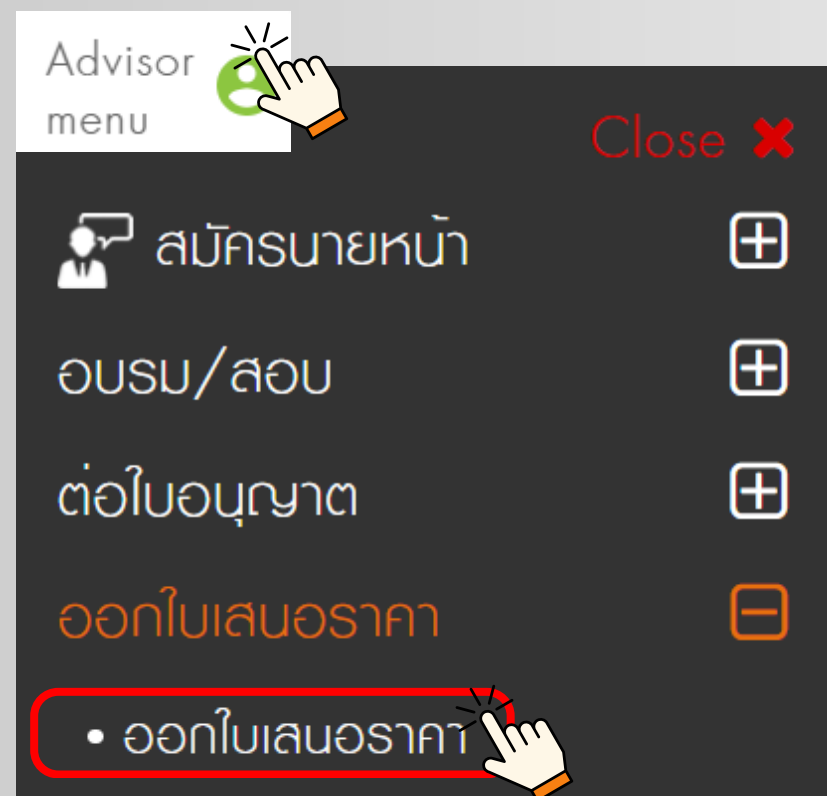 Advisor
menu
Close
สมัครนายหน้า
อบรม/สอบ
ต่อใบอนุญาต
ออกใบเสนอราคา
• ออกใบเสนอราคา